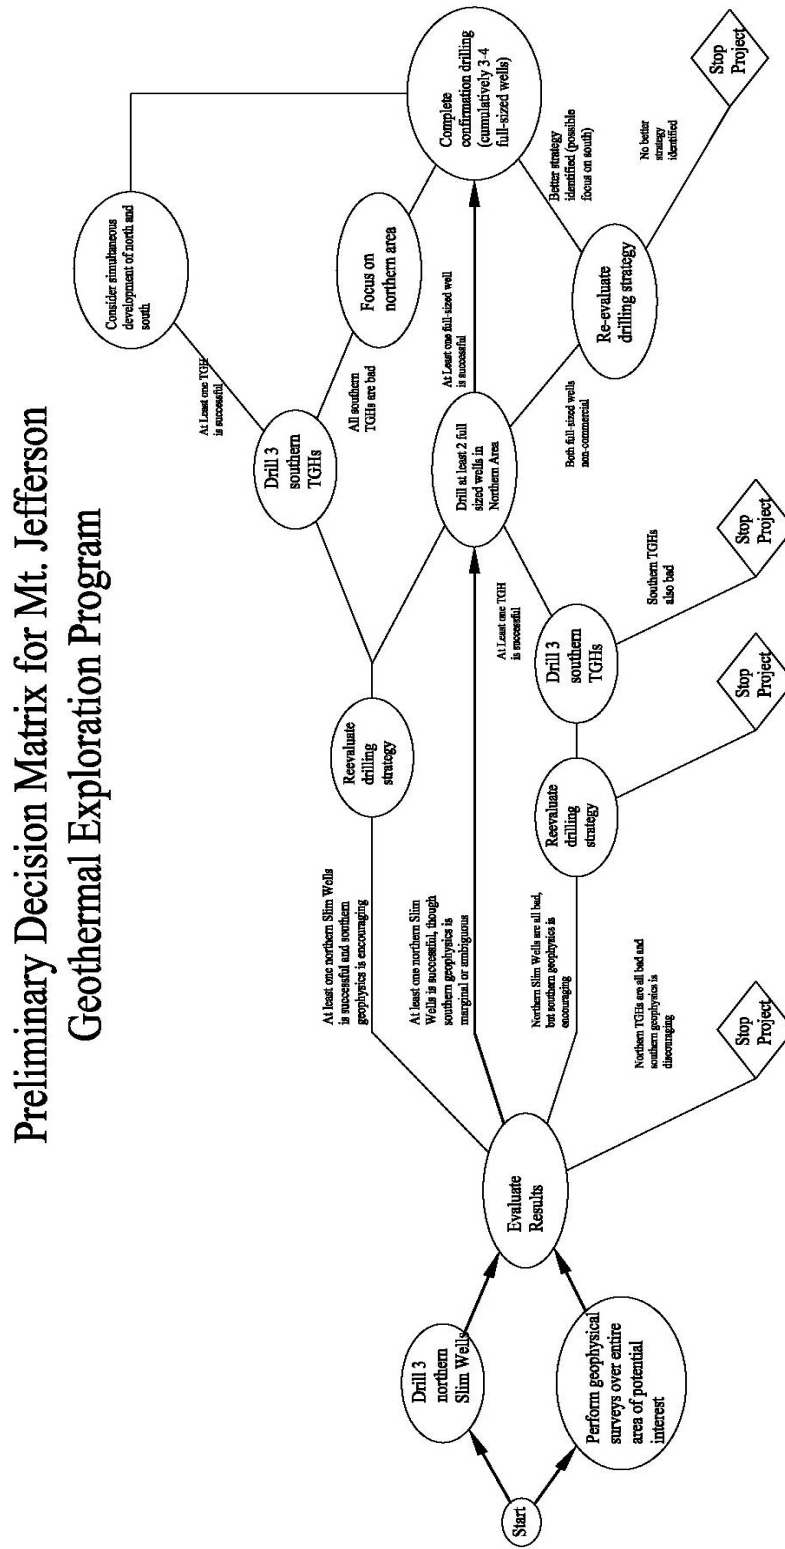 Preliminary Decision Matrix for Mt. Jefferson
Geothermal Exploration Program
Start
Drill 3
northern
Slim Wells
Perform geophysical
surveys over entire
area of potential
interest
Evaluate
Results
At least one northern Slim Wells
is successful and southern
geophysics is encouraging
At least one northern Slim
Wells is successful, though
southern geophysics is
marginal or ambiguous
Northern Slim Wells are all bad,
but southern geophysics is
encouraging
Northern TGHs are all bad and
southern geophysics is
discouraging
Stop
Project
Reevaluate
drilling
strategy
Reevaluate
drilling
strategy
Stop
Project
Drill 3
southern
TGHs
At Least one TGH
is successful
Southern TGHs
also bad
Stop
Project
Drill 3
southern
TGHs
Drill at least 2 full
sized wells in
Northern Area
At Least one TGH
is successful
All southern
TGHs are bad
At Least one full-sized well
is successful
Both full-sized wells
non-commercial
Consider simultaneous
development of north and
south
Focus on
northern area
Re-evaluate
drilling strategy
Better strategy
identified (possible
focus on south)
No better
strategy
identified
Complete
confirmation drilling
(cumulatively 3-4
full-sized wells)
Stop
Project